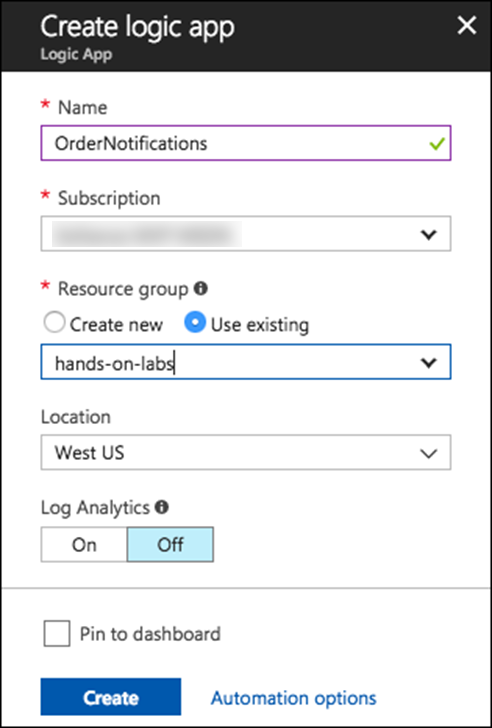 Create logic app
Logic App
* Name
OrderNotifications
* Subscription
* Resource group
Create new Use existing
hands-on-labs
Location
West US
Log Analytics
On Off
Pin to dashboard
Create Automation options